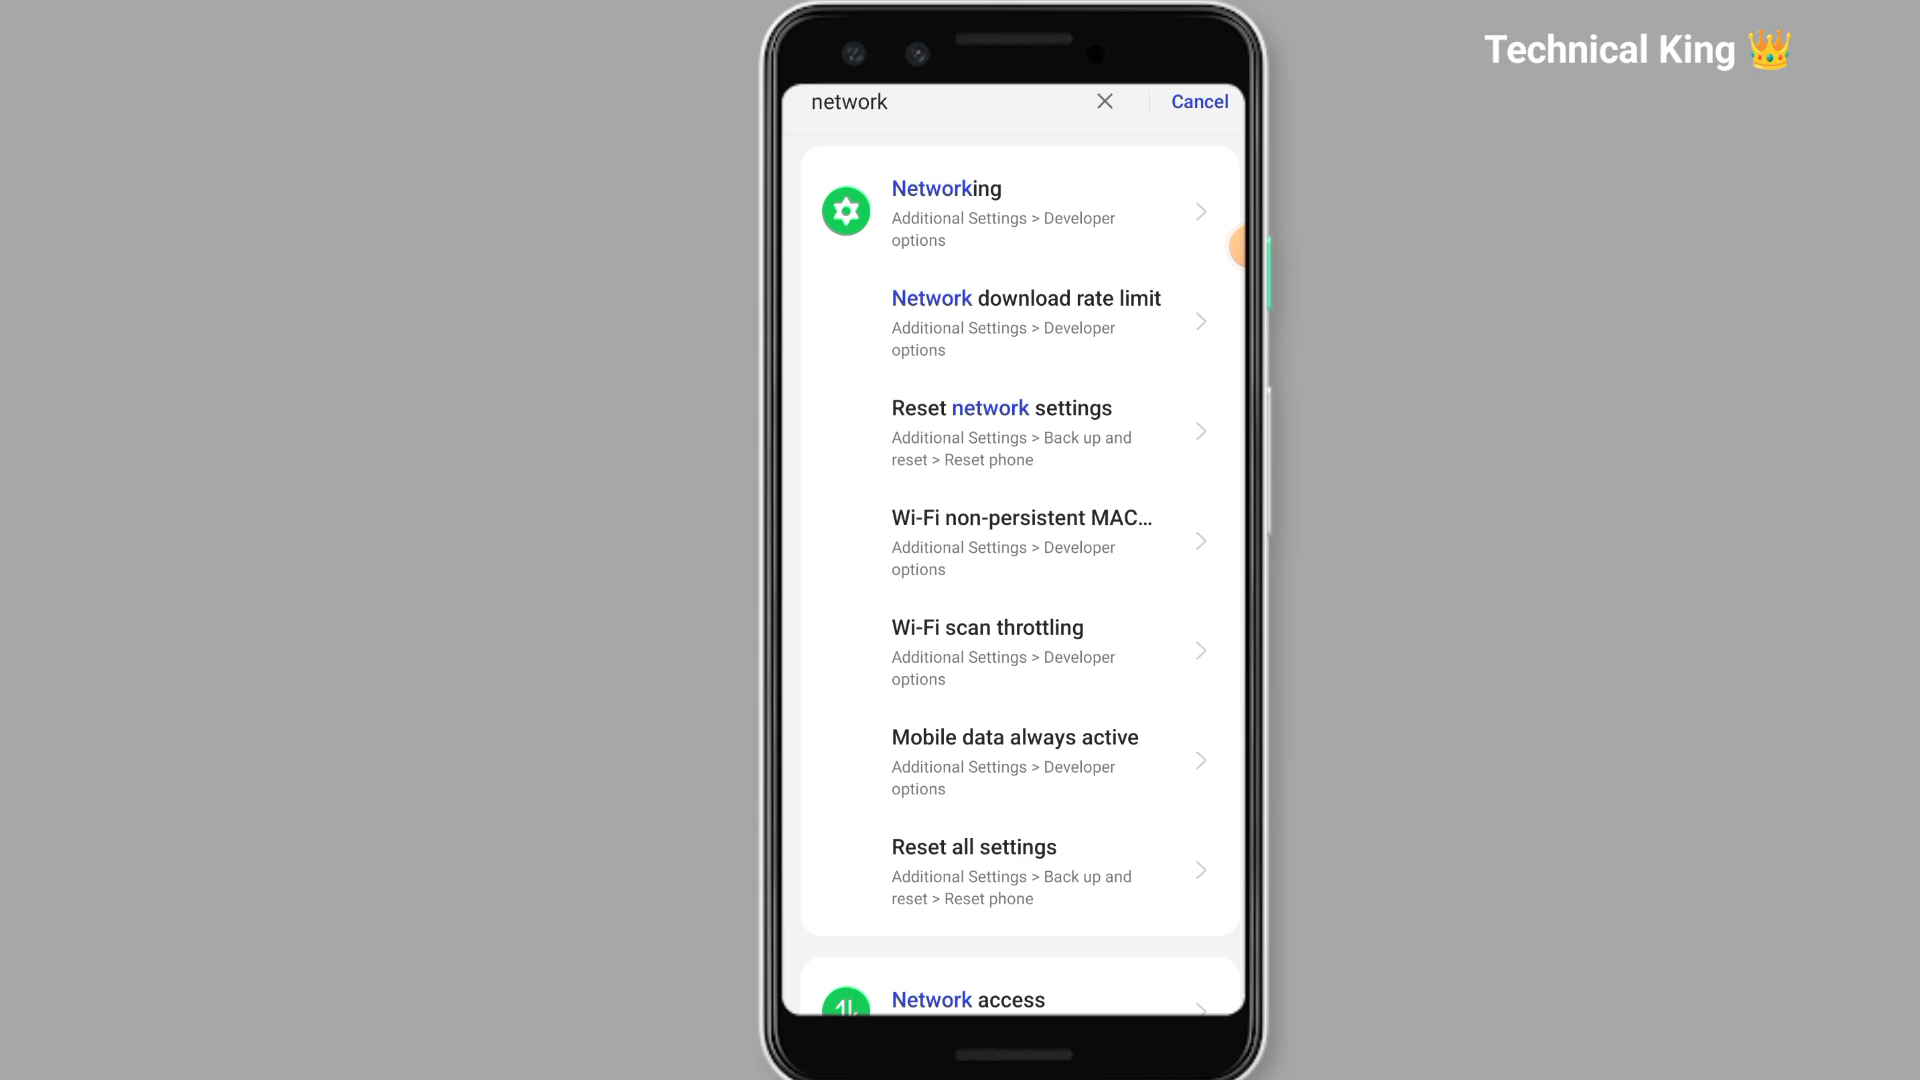 Technical King 👑
network
Cancel
Networking
Additional Settings > Developer
options
Network download rate limit
Additional Settings > Developer
options
Reset network settings
Additional Settings > Back up and
reset > Reset phone
Wi-Fi non-persistent MAC...
Additional Settings > Developer
options
Wi-Fi scan throttling
Additional Settings > Developer
options
Mobile data always active
Additional Settings > Developer
options
Reset all settings
Additional Settings > Back up and
reset > Reset phone
Network access